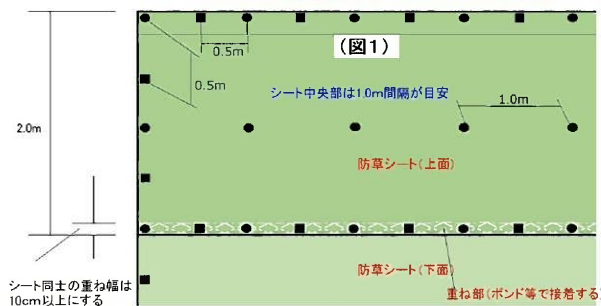 (図1)
0.5m
0.5m
シート中央部は1.0m間隔が目安
1.0m
2.0m
防草シート(上面)
シート同士の重ね幅は
10cm以上にする
防草シート(下面)
重ね部(ボンド等で接着する)